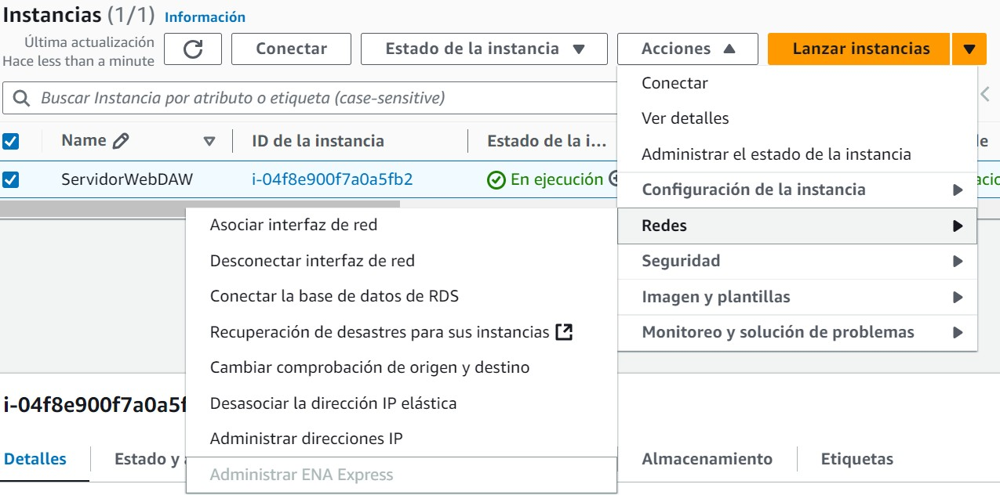 Instancias (1/1) Información
Última actualización
Hace less than a minute
Conectar
Estado de la instancia
Acciones
Lanzar instancias
Buscar Instancia por atributo o etiqueta (case-sensitive)
Conectar
Ver detalles
Administrar el estado de la instancia
Configuración de la instancia
Redes
Seguridad
Imagen y plantillas
Monitoreo y solución de problemas
Name
ID de la instancia
Estado de la i...
ServidorWebDAW
i-04f8e900f7a0a5fb2
En ejecución
Asociar interfaz de red
Desconectar interfaz de red
Conectar la base de datos de RDS
Recuperación de desastres para sus instancias
Cambiar comprobación de origen y destino
Desasociar la dirección IP elástica
Administrar direcciones IP
Administrar ENA Express
i-04f8e900f7a0a5f
Detalles
Estado y
Almacenamiento
Etiquetas